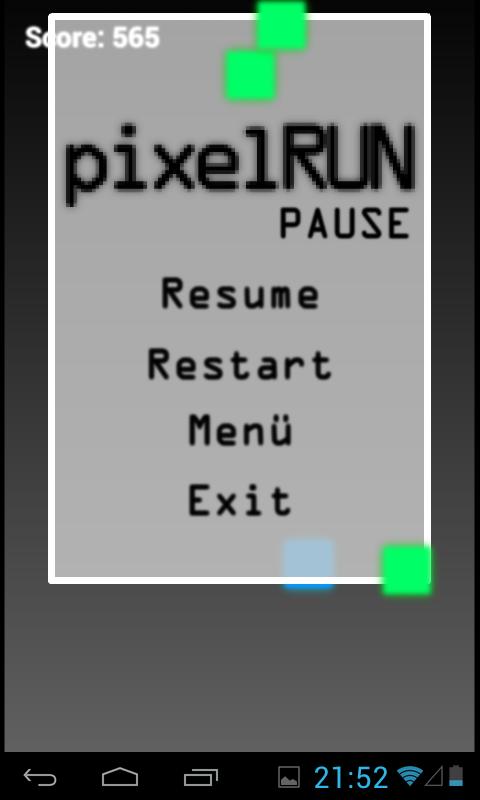 Score: 565
pixelRUN
PAUSE
Resume
Restart
Menü
Exit
21:52